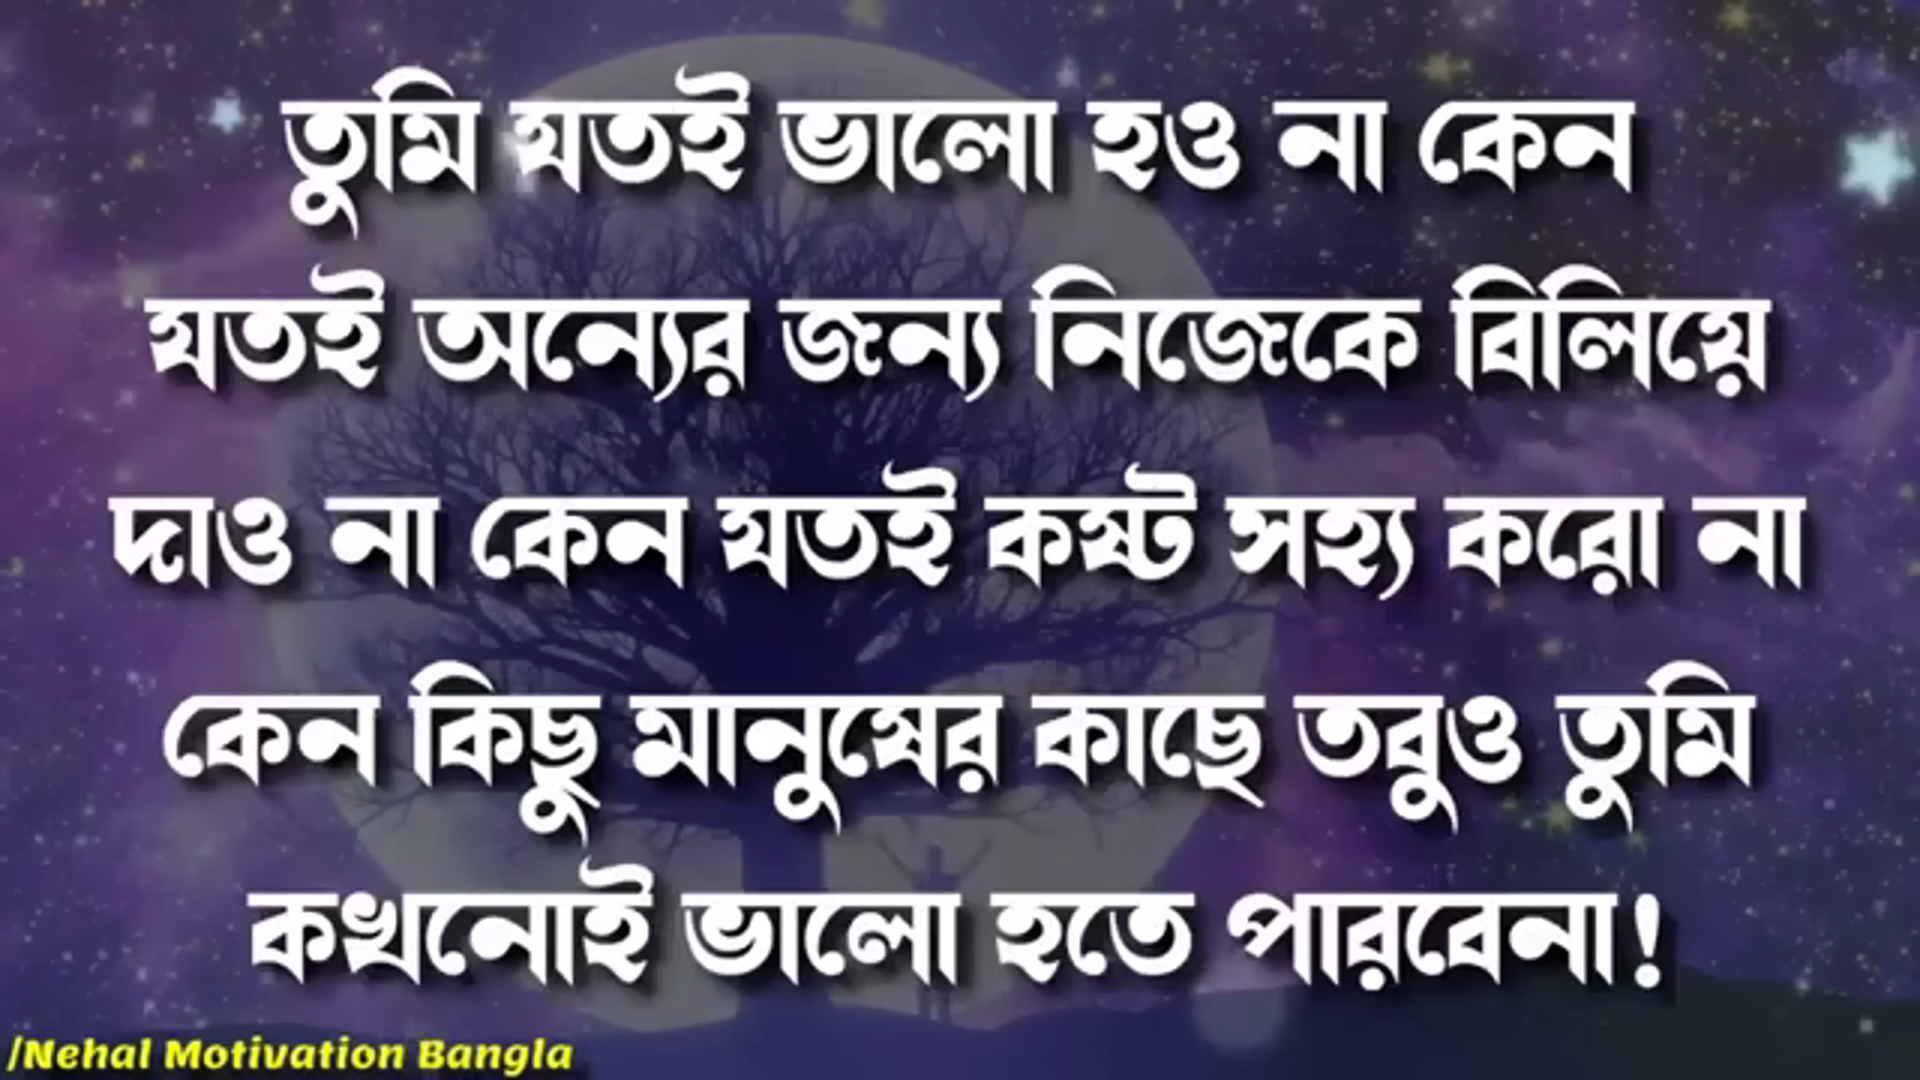 তুমি যতই ভালো হও না কেন
যতই অন্যের জন্য নিজেকে বিলিয়ে
দাও না কেন যতই কষ্ট সহ্য করো না
কেন কিছু মানুষের কাছে তবুও তুমি
কখনোই ভালো হতে পারবেনা!
/Nehal Motivation Bangla